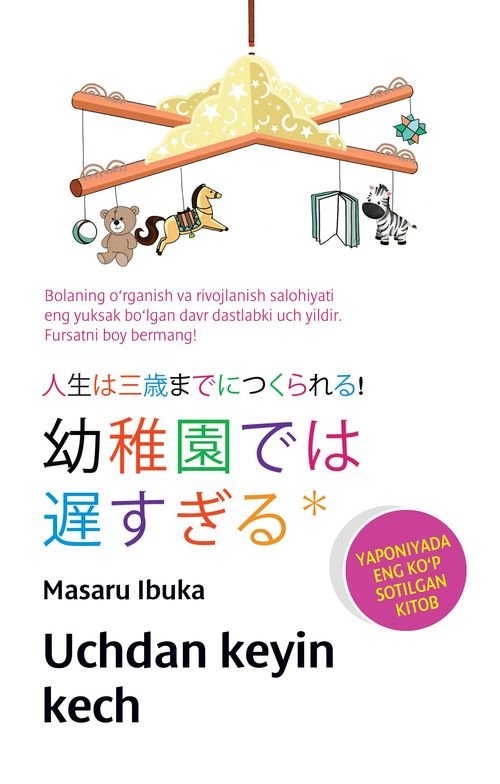 Bolaning o‘rganish va rivojlanish salohiyati
eng yuksak bo‘lgan davr dastlabki uch yildir.
Fursatni boy bermang!
人生は三歳までにつくられる!
幼稚園では
遅すぎる*
YAPONIYADA
ENG KO‘P
SOTILGAN
KITOB
Masaru Ibuka
Uchdan keyin
kech